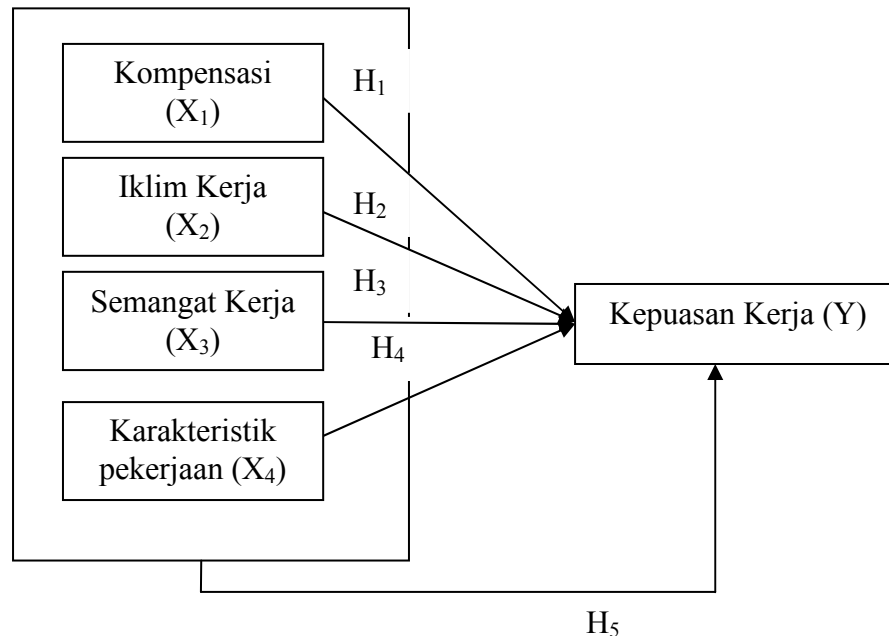 Kompensasi
(X₁)
H₁
Iklim Kerja
(X₂)
H₂
Semangat Kerja
(X₃)
H₃
H₄
Karakteristik
pekerjaan (X₄)
Kepuasan Kerja (Y)
H₅